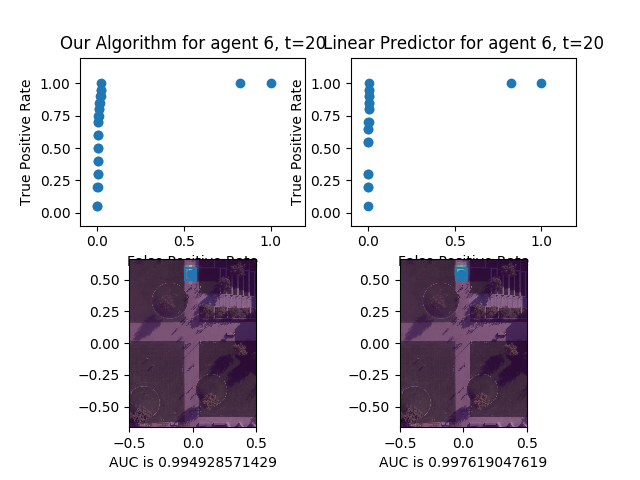 Our Algorithm for agent 6, t=20
Linear Predictor for agent 6, t=20
True Positive Rate
1.00
0.75
0.50
0.25
0.00
0.0 0.5 1.0
False Positive Rate
True Positive Rate
1.00
0.75
0.50
0.25
0.00
0.0 0.5 1.0
False Positive Rate
0.50
0.25
0.00
−0.25
−0.50
−0.5 0.0 0.5
AUC is 0.994928571429
0.50
0.25
0.00
−0.25
−0.50
−0.5 0.0 0.5
AUC is 0.997619047619